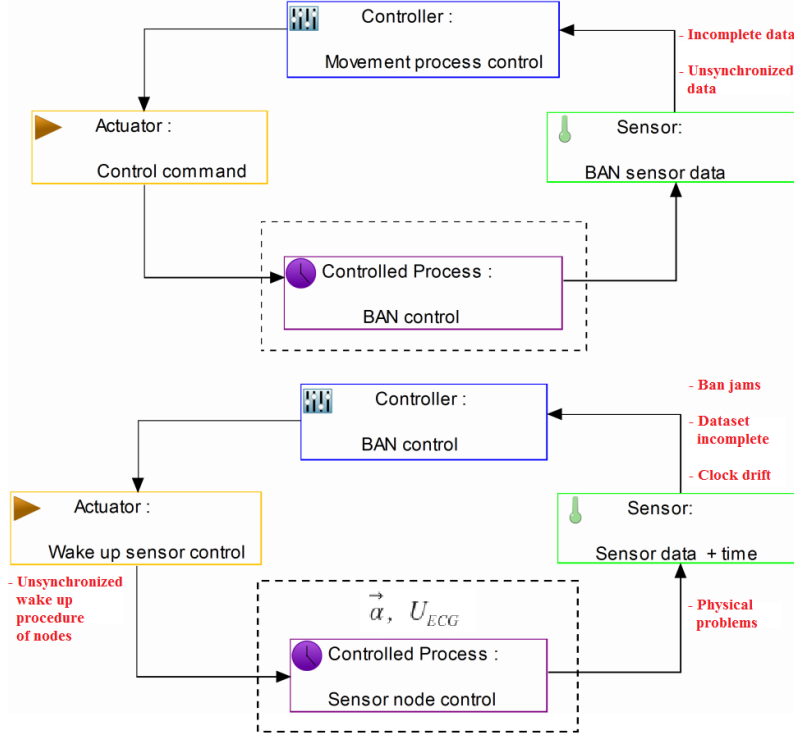 Controller :
Movement process control
- Incomplete data
- Unsynchronized
data
Actuator :
Control command
Sensor:
BAN sensor data
Controlled Process :
BAN control
Controller :
BAN control
- Ban jams
- Dataset
incomplete
- Clock drift
Actuator :
Wake up sensor control
Sensor:
Sensor data + time
- Unsynchronized
wake up
procedure
of nodes
- Physical
problems
α⃗, U_ECG
Controlled Process :
Sensor node control